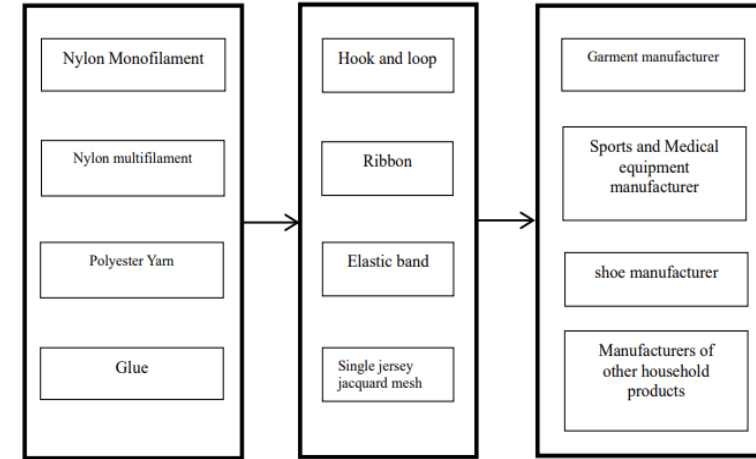 Nylon Monofilament
Nylon multifilament
Polyester Yarn
Glue
Hook and loop
Ribbon
Elastic band
Single jersey
jacquard mesh
Garment manufacturer
Sports and Medical
equipment
manufacturer
shoe manufacturer
Manufacturers of
other household
products